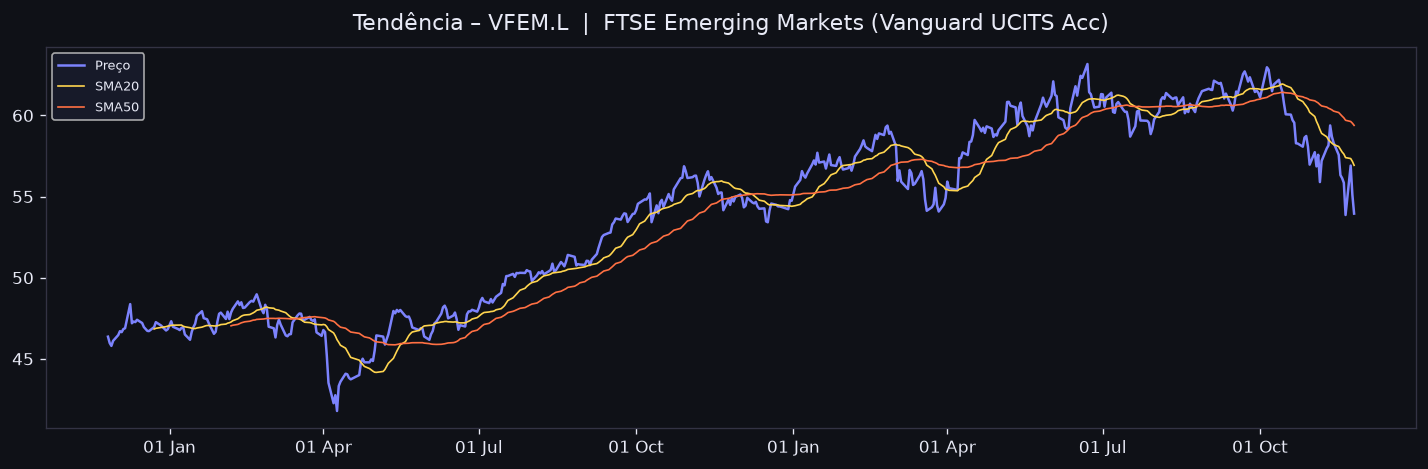 Tendência – VFEM.L | FTSE Emerging Markets (Vanguard UCITS Acc)
Preço
SMA20
SMA50
60
55
50
45
01 Jan 01 Apr 01 Jul 01 Oct 01 Jan 01 Apr 01 Jul 01 Oct